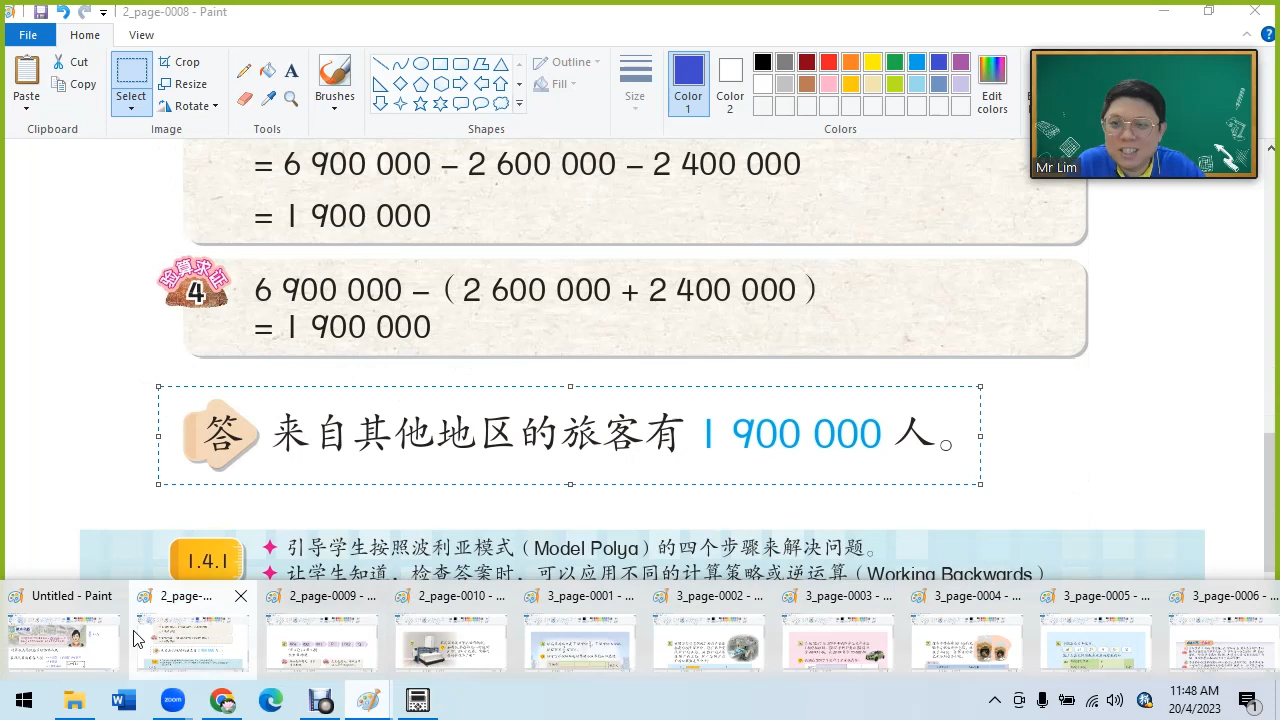 2_page-0008 - Paint
File
Home
View
Paste
Cut
Copy
Clipboard
Select
Crop
Resize
Rotate
Image
A
Tools
Brushes
Shapes
Outline
Fill
Size
Color 1
Color 2
Edit colors
Colors
Mr Lim
= 6 900 000 – 2 600 000 – 2 400 000
= 1 900 000
验算求证
4
6 900 000 –（2 600 000 + 2 400 000）
= 1 900 000
答 来自其他地区的旅客有 1 900 000 人。
1.4.1
引导学生按照波利亚模式（Model Polya）的四个步骤来解决问题。
让学生知道，检查答案时，可以应用不同的计算策略或逆运算（Working Backwards）
Untitled - Paint
2_page-...
2_page-0009 - ...
2_page-0010 - ...
3_page-0001 - ...
3_page-0002 - ...
3_page-0003 - ...
3_page-0004 - ...
3_page-0005 - ...
3_page-0006 - ...
zoom
11:48 AM
20/4/2023
1